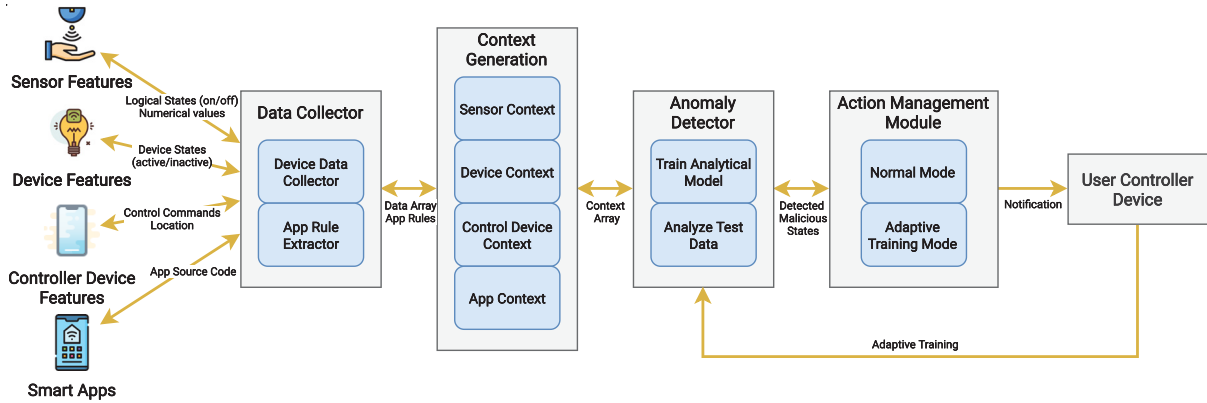 Sensor Features
Logical States (on/off)
Numerical values
Device Features
Device States
(active/inactive)
Controller Device
Features
Control Commands
Location
Smart Apps
App Source Code
Data Collector
Device Data
Collector
App Rule
Extractor
Data Array
App Rules
Context
Generation
Sensor Context
Device Context
Control Device
Context
App Context
Context
Array
Anomaly
Detector
Train Analytical
Model
Analyze Test
Data
Detected
Malicious
States
Action Management
Module
Normal Mode
Adaptive
Training Mode
Notification
User Controller
Device
Adaptive Training